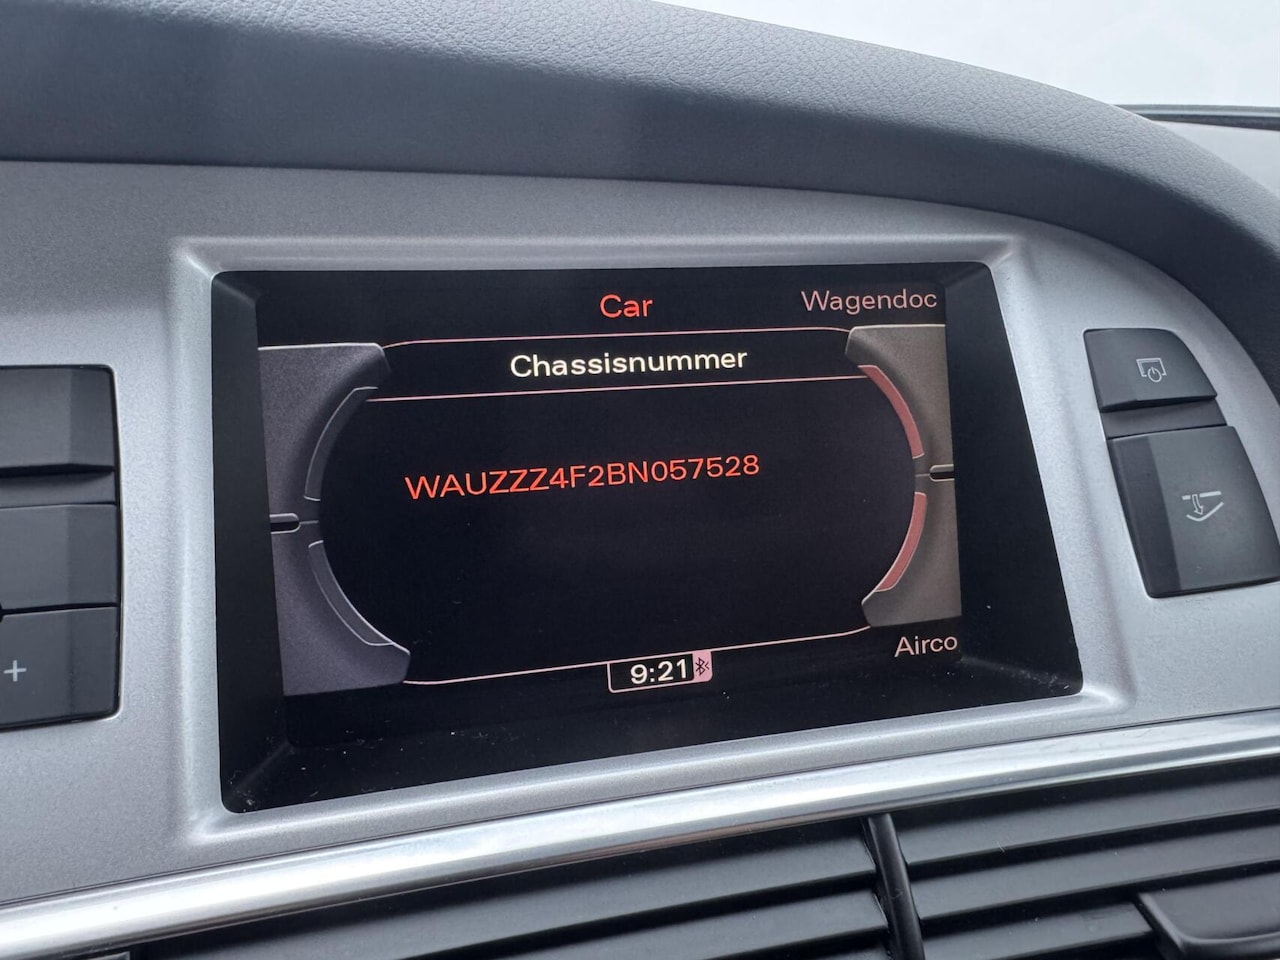 Car
Wagendoc
Chassisnummer
WAUZZZ4F2BN057528
Airco
9:21
+